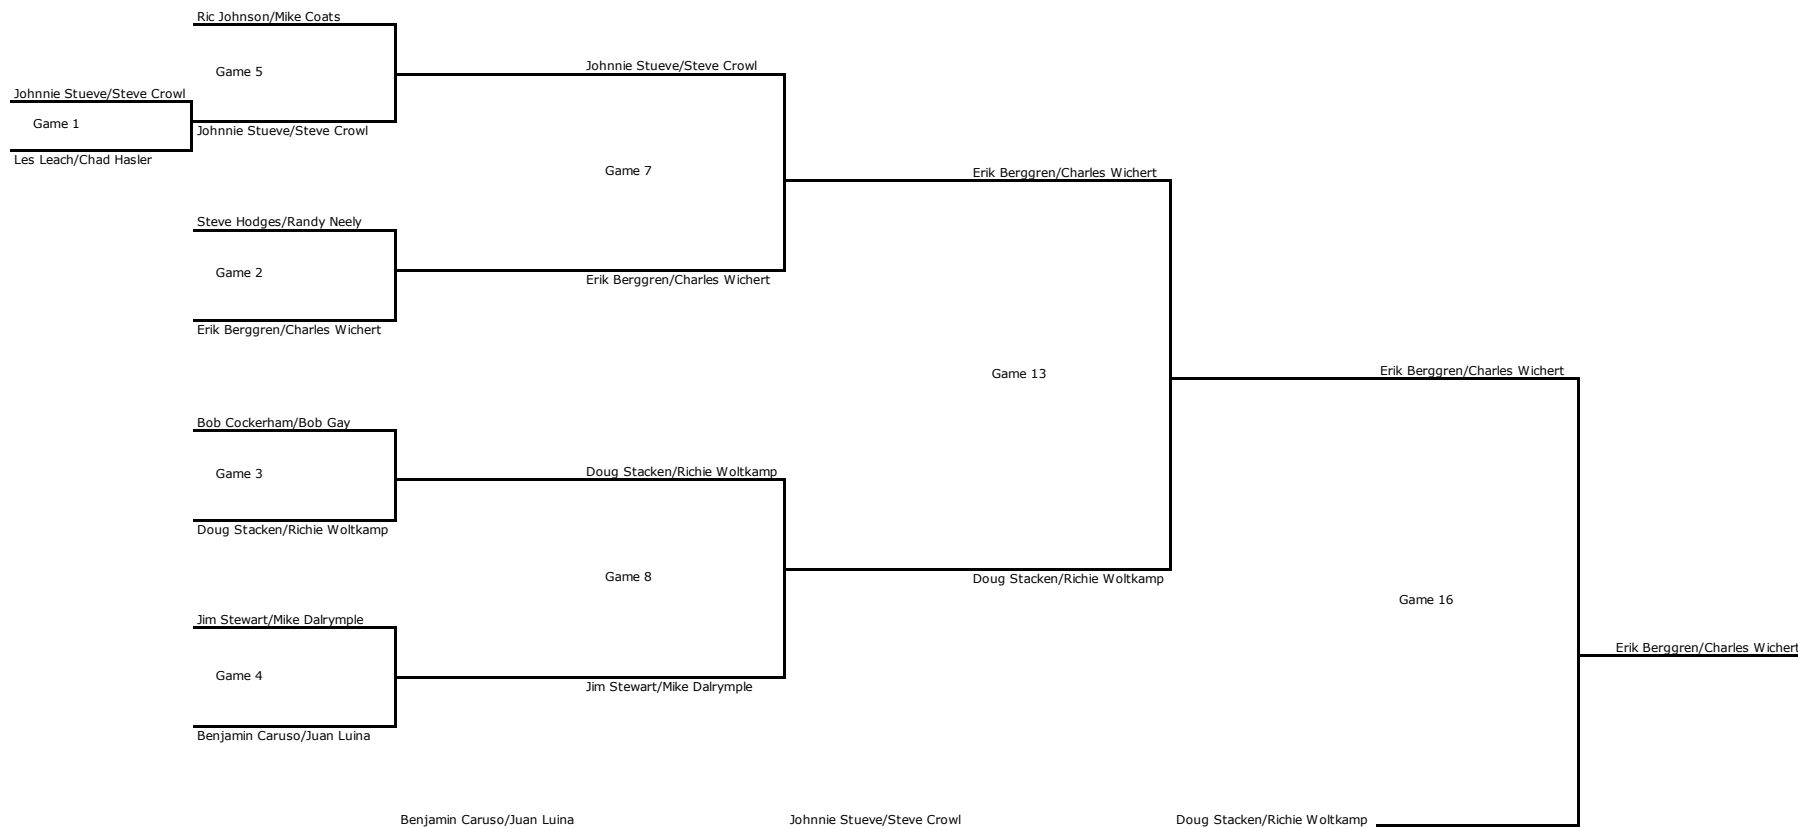 Ric Johnson/Mike Coats
Game 5
Johnnie Stueve/Steve Crowl
Johnnie Stueve/Steve Crowl
Game 1
Johnnie Stueve/Steve Crowl
Les Leach/Chad Hasler
Game 7
Erik Berggren/Charles Wichert
Steve Hodges/Randy Neely
Game 2
Erik Berggren/Charles Wichert
Erik Berggren/Charles Wichert
Game 13
Erik Berggren/Charles Wichert
Bob Cockerham/Bob Gay
Game 3
Doug Stacken/Richie Woltkamp
Doug Stacken/Richie Woltkamp
Game 8
Doug Stacken/Richie Woltkamp
Game 16
Jim Stewart/Mike Dalrymple
Erik Berggren/Charles Wichert
Game 4
Jim Stewart/Mike Dalrymple
Benjamin Caruso/Juan Luina
Benjamin Caruso/Juan Luina
Johnnie Stueve/Steve Crowl
Doug Stacken/Richie Woltkamp